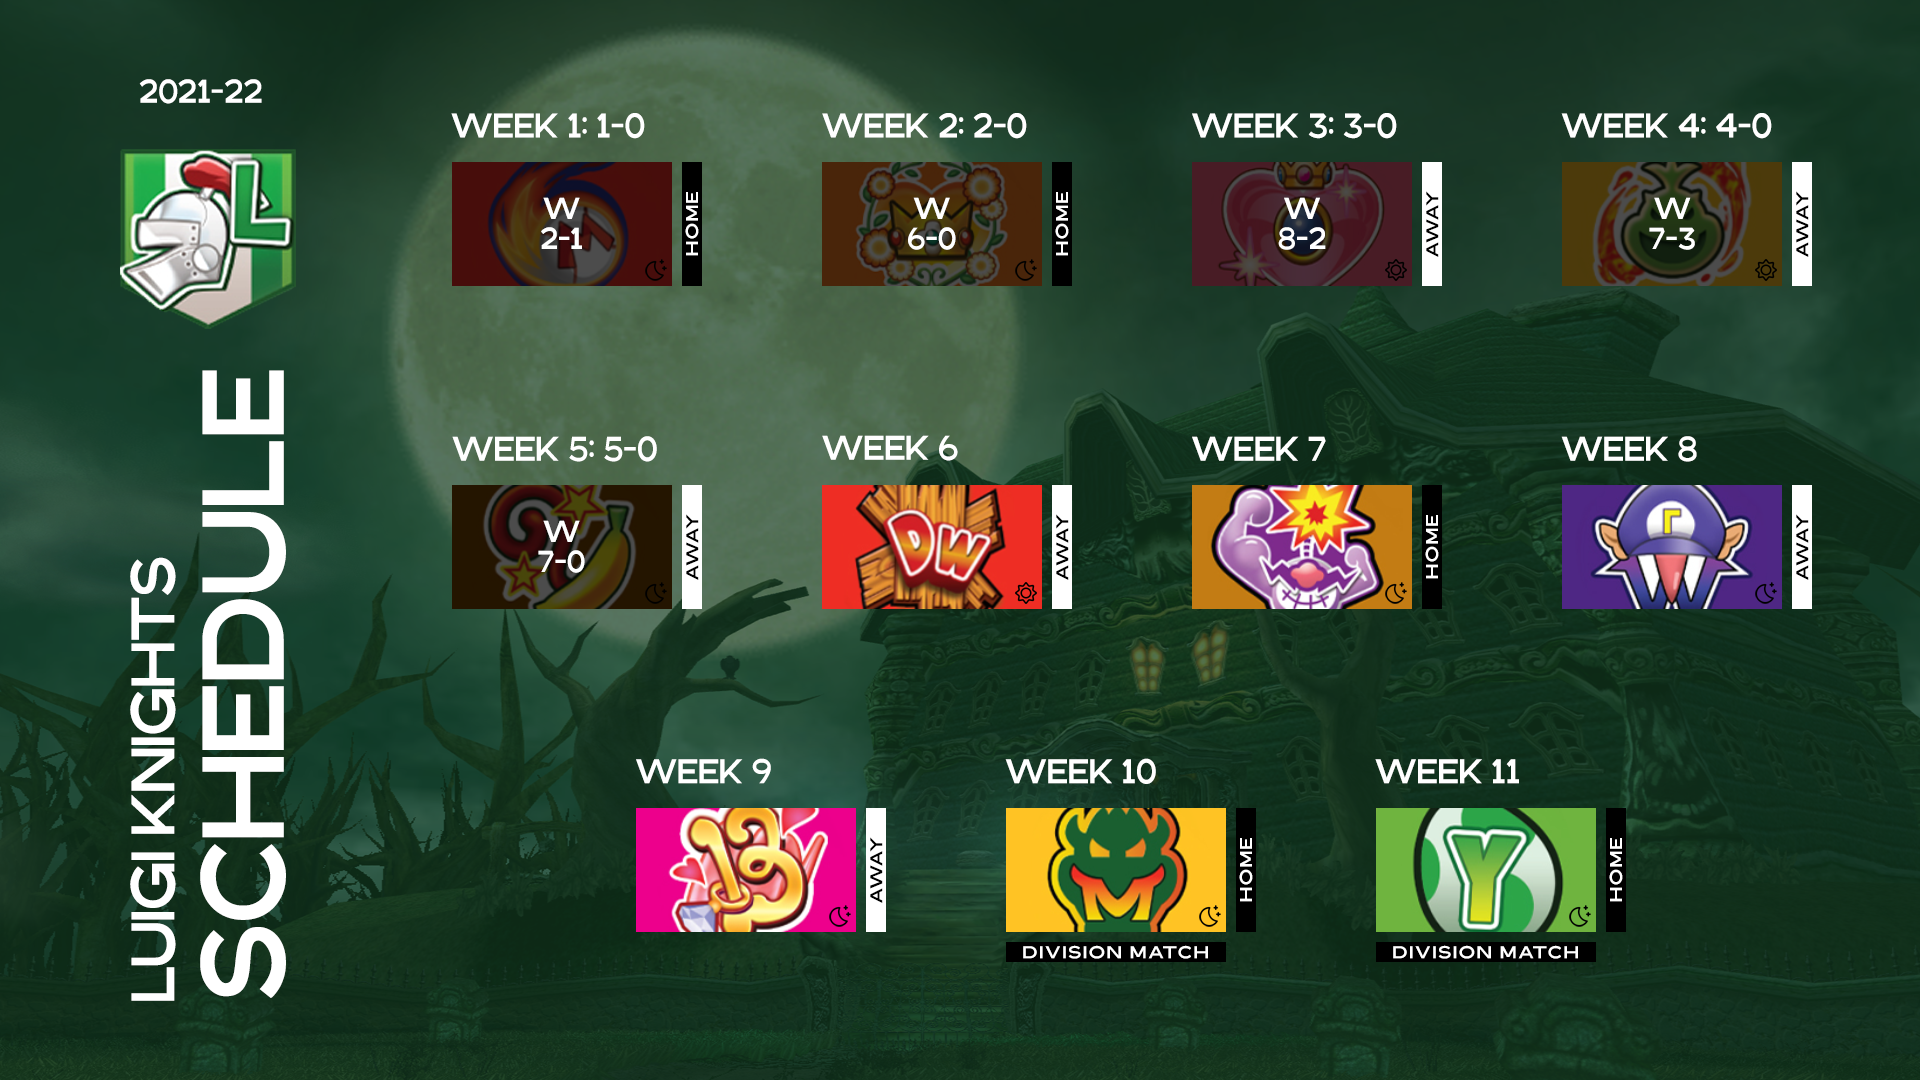 2021-22
L
LUIGI KNIGHTS
SCHEDULE
WEEK 1: 1-0
W
2-1
HOME
WEEK 2: 2-0
W
6-0
HOME
WEEK 3: 3-0
W
8-2
AWAY
WEEK 4: 4-0
W
7-3
AWAY
WEEK 5: 5-0
W
7-0
AWAY
WEEK 6
DW
AWAY
WEEK 7
HOME
WEEK 8
AWAY
WEEK 9
B
AWAY
WEEK 10
M
HOME
DIVISION MATCH
WEEK 11
Y
HOME
DIVISION MATCH